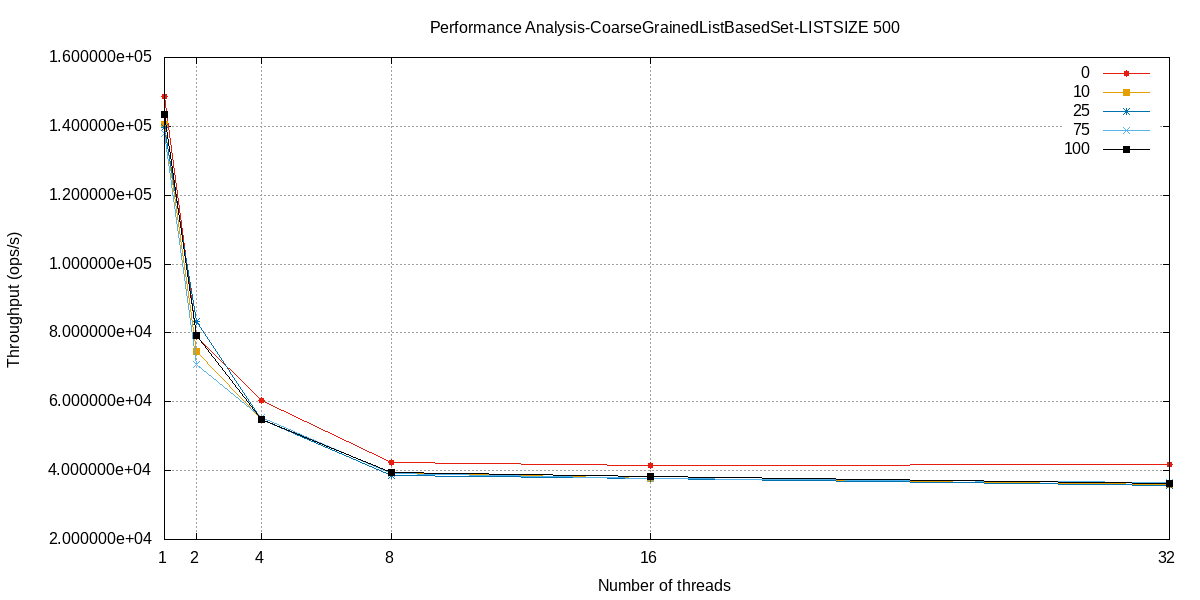 Performance Analysis-CoarseGrainedListBasedSet-LISTSIZE 500
1.600000e+05
1.400000e+05
1.200000e+05
1.000000e+05
8.000000e+04
6.000000e+04
4.000000e+04
2.000000e+04
Throughput (ops/s)
0
10
25
75
100
1 2 4 8 16 32
Number of threads